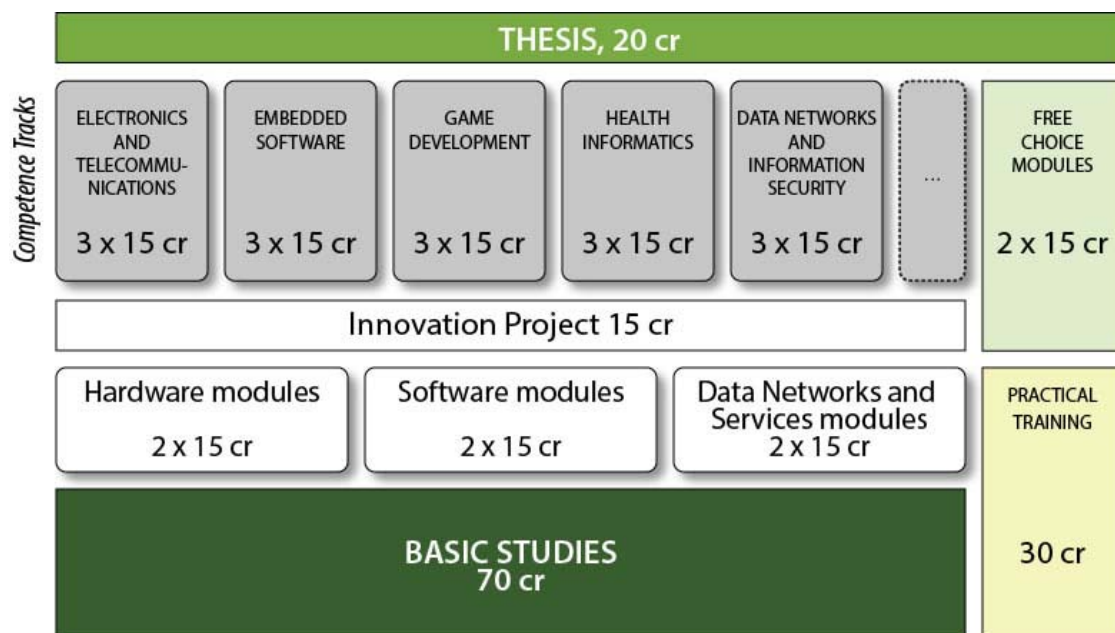 THESIS, 20 cr
Competence Tracks
ELECTRONICS
AND
TELECOMMU-
NICATIONS
3 x 15 cr
EMBEDDED
SOFTWARE
3 x 15 cr
GAME
DEVELOPMENT
3 x 15 cr
HEALTH
INFORMATICS
3 x 15 cr
DATA NETWORKS
AND
INFORMATION
SECURITY
3 x 15 cr
...
FREE
CHOICE
MODULES
2 x 15 cr
Innovation Project 15 cr
Hardware modules
2 x 15 cr
Software modules
2 x 15 cr
Data Networks and
Services modules
2 x 15 cr
PRACTICAL
TRAINING
30 cr
BASIC STUDIES
70 cr